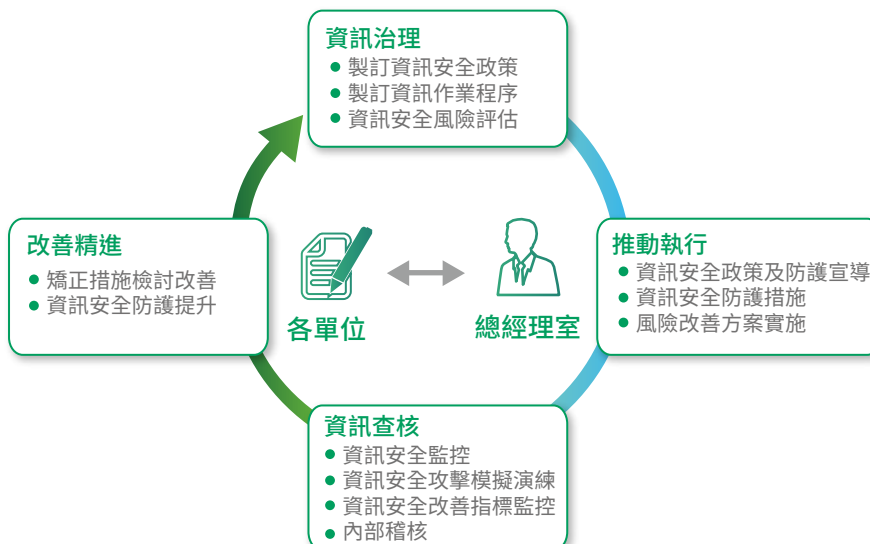 資訊治理
製訂資訊安全政策
製訂資訊作業程序
資訊安全風險評估
改善精進
矯正措施檢討改善
資訊安全防護提升
各單位
總經理室
推動執行
資訊安全政策及防護宣導
資訊安全防護措施
風險改善方案實施
資訊查核
資訊安全監控
資訊安全攻擊模擬演練
資訊安全改善指標監控
內部稽核